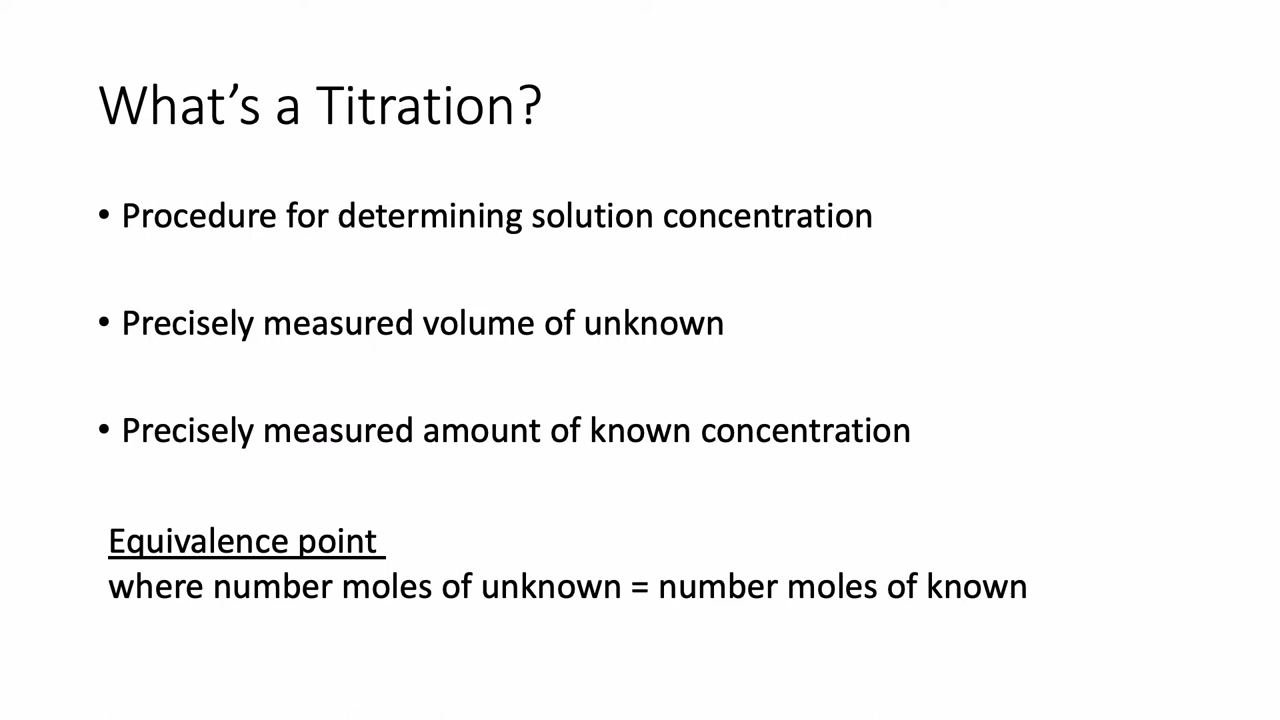 What’s a Titration?
• Procedure for determining solution concentration
• Precisely measured volume of unknown
• Precisely measured amount of known concentration
Equivalence point
where number moles of unknown = number moles of known